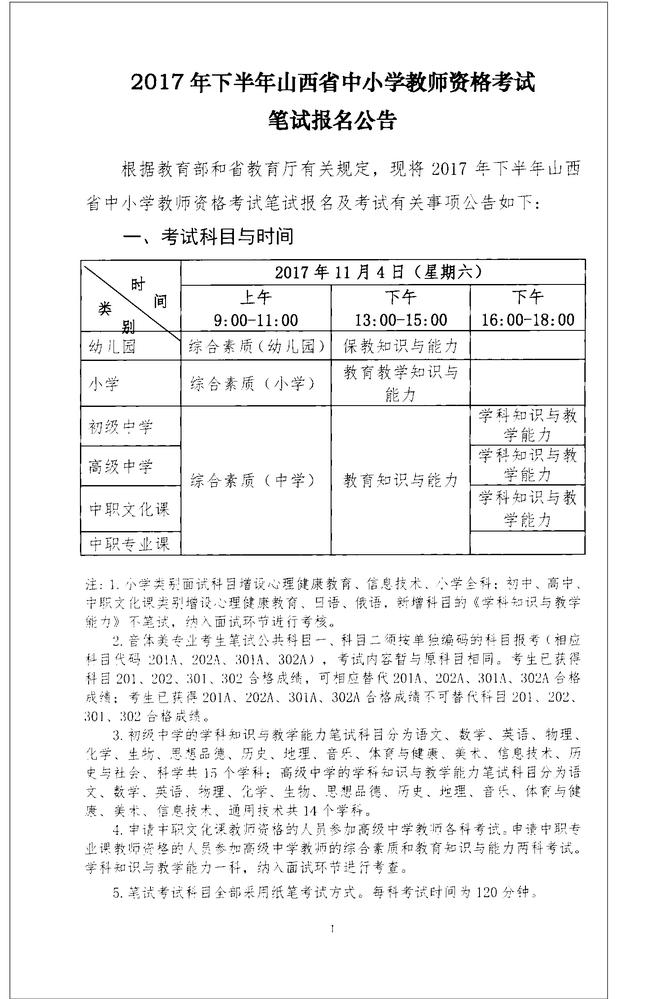 2017年下半年山西省中小学教师资格考试
笔试报名公告
根据教育部和省教育厅有关规定，现将 2017 年下半年山西
省中小学教师资格考试笔试报名及考试有关事项公告如下：
一、考试科目与时间
时
间
类
别
2017 年 11 月 4 日（星期六）
上午
下午
下午
9:00-11:00
13:00-15:00
16:00-18:00
幼儿园
综合素质（幼儿园）
保教知识与能力
小学
综合素质（小学）
教育教学知识与
能力
初级中学
学科知识与教
学能力
高级中学
学科知识与教
学能力
综合素质（中学）
教育知识与能力
中职文化课
学科知识与教
学能力
中职专业课
注：1.小学类别面试科目增设心理健康教育、信息技术、小学全科；初中、高中、
中职文化课类别增设心理健康教育、日语、俄语，新增科目的《学科知识与教学
能力》不笔试，纳入面试环节进行考核。
2.音体美专业考生笔试公共科目一、科目二须按单独编码的科目报考（相应
科目代码 201A、202A、301A、302A），考试内容暂与原科目相同。考生已获得
科目 201、202、301、302 合格成绩，可相应替代 201A、202A、301A、302A 合格
成绩；考生已获得 201A、202A、301A、302A 合格成绩不可替代科目 201、202、
301、302 合格成绩。
3.初级中学的学科知识与教学能力笔试科目分为语文、数学、英语、物理、
化学、生物、思想品德、历史、地理、音乐、体育与健康、美术、信息技术、历
史与社会、科学共 15 个学科；高级中学的学科知识与教学能力笔试科目分为语
文、数学、英语、物理、化学、生物、思想品德、历史、地理、音乐、体育与健
康、美术、信息技术、通用技术共 14 个学科。
4.申请中职文化课教师资格的人员参加高级中学教师各科考试。申请中职专
业课教师资格的人员参加高级中学教师的综合素质和教育知识与能力两科考试。
学科知识与教学能力一科，纳入面试环节进行考查。
5.笔试考试科目全部采用纸笔考试方式。每科考试时间为 120 分钟。
1